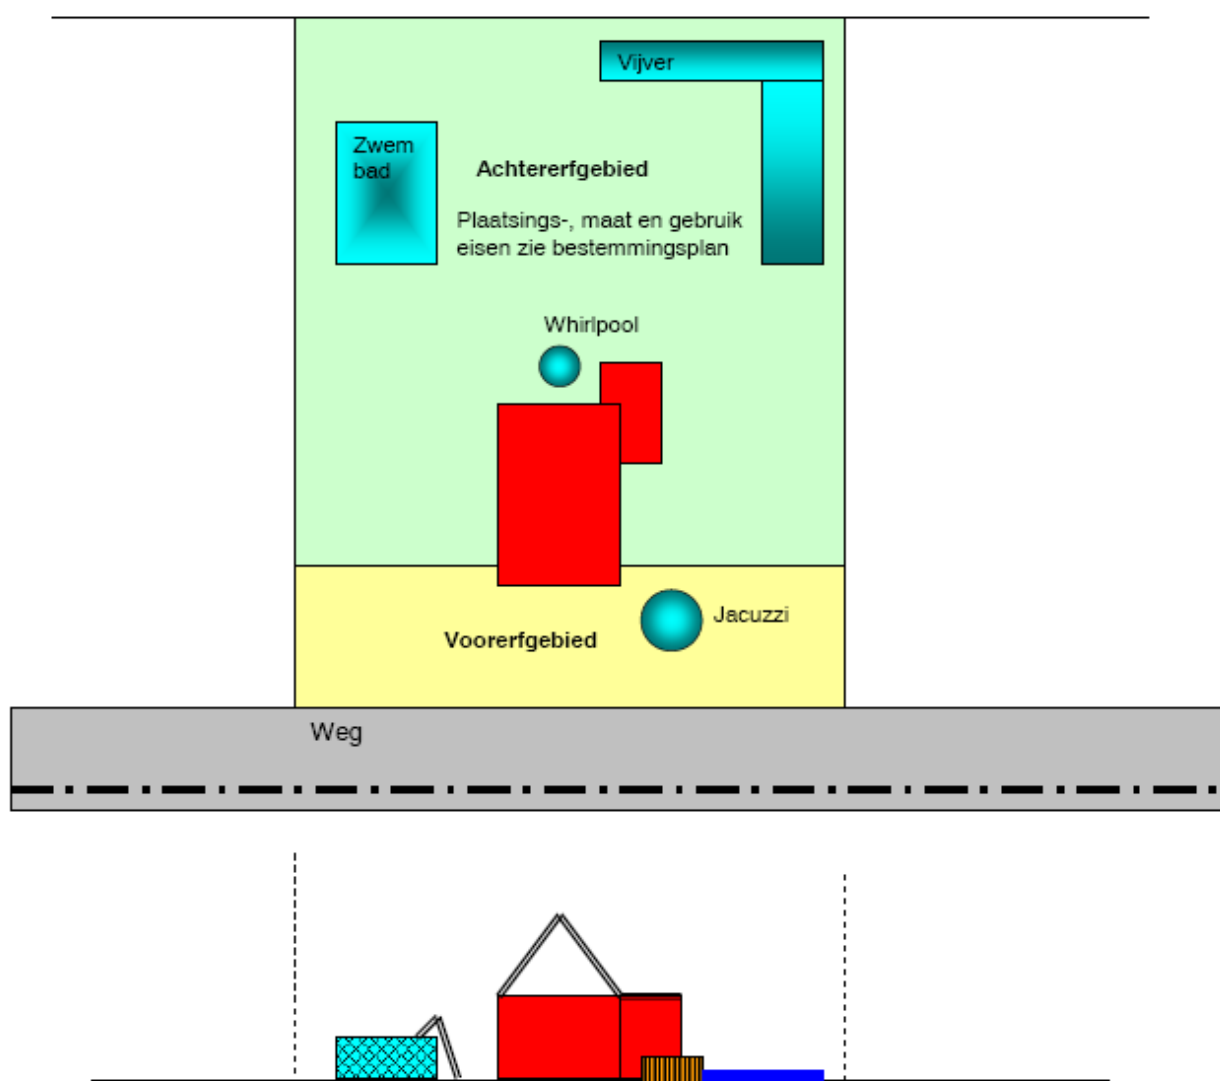 Vijver
Zwem
bad
Achtererfgebied
Plaatsings-, maat en gebruik
eisen zie bestemmingsplan
Whirlpool
Jacuzzi
Voorerfgebied
Weg